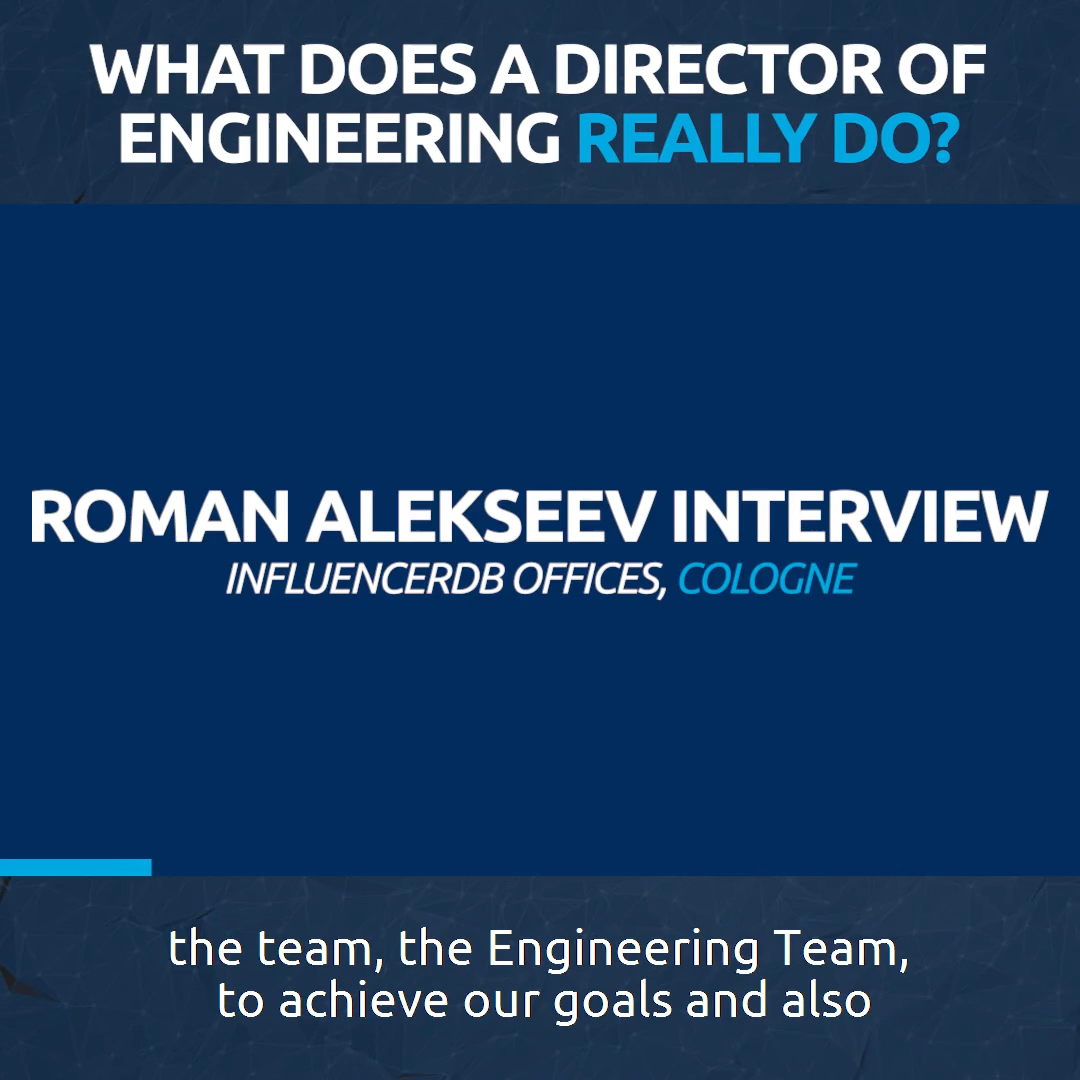 WHAT DOES A DIRECTOR OF
ENGINEERING REALLY DO?
ROMAN ALEKSEEV INTERVIEW
INFLUENCERDB OFFICES, COLOGNE
the team, the Engineering Team,
to achieve our goals and also